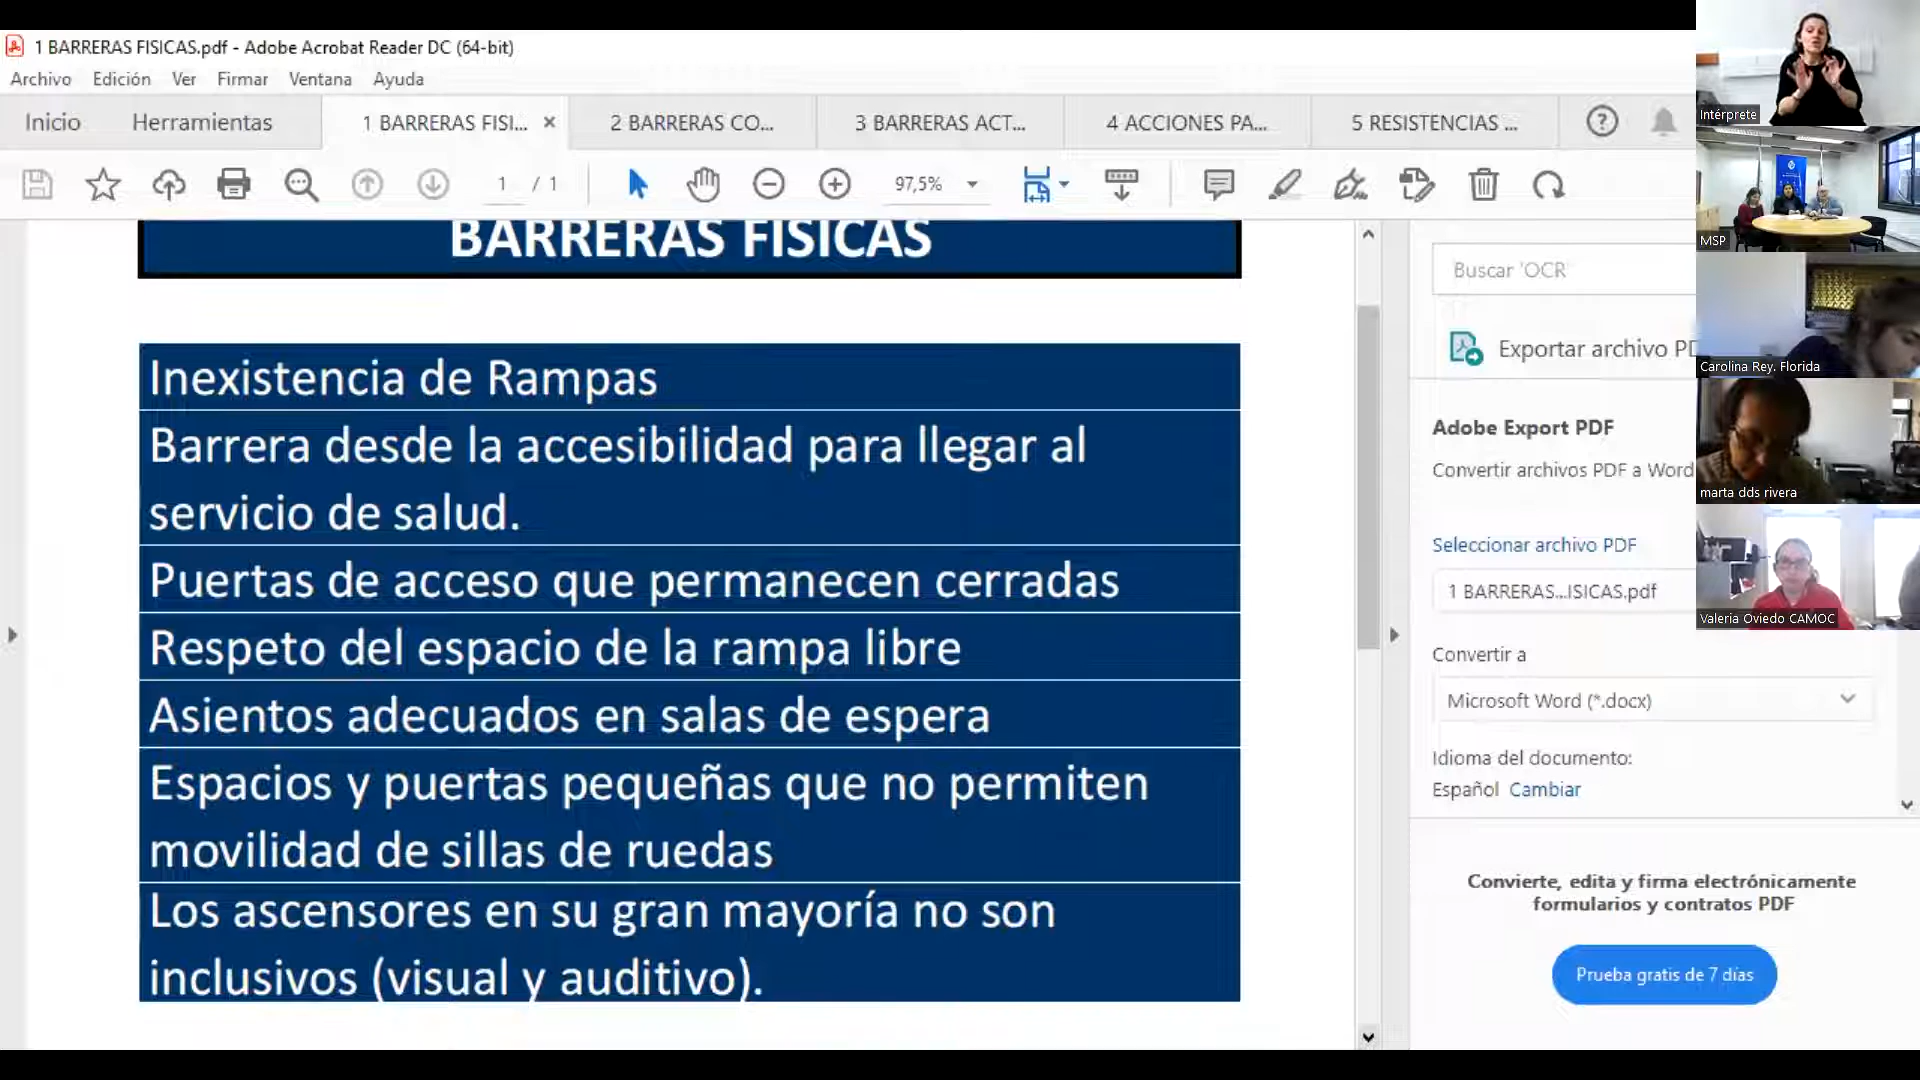 1 BARRERAS FISICAS.pdf - Adobe Acrobat Reader DC (64-bit)
Archivo Edición Ver Firmar Ventana Ayuda
Inicio Herramientas 1 BARRERAS FISI... 2 BARRERAS CO... 3 BARRERAS ACT... 4 ACCIONES PA... 5 RESISTENCIAS ...
1 / 1 97,5%
BARRERAS FISICAS
Inexistencia de Rampas
Barrera desde la accesibilidad para llegar al
servicio de salud.
Puertas de acceso que permanecen cerradas
Respeto del espacio de la rampa libre
Asientos adecuados en salas de espera
Espacios y puertas pequeñas que no permiten
movilidad de sillas de ruedas
Los ascensores en su gran mayoría no son
inclusivos (visual y auditivo).
Buscar 'OCR'
Exportar archivo PD
Adobe Export PDF
Convertir archivos PDF a Word
Seleccionar archivo PDF
1 BARRERAS...ISICAS.pdf
Convertir a
Microsoft Word (*.docx)
Idioma del documento:
Español Cambiar
Convierte, edita y firma electrónicamente
formularios y contratos PDF
Prueba gratis de 7 días
Intérprete
MSP
Carolina Rey. Florida
marta dds rivera
Valeria Oviedo CAMOC